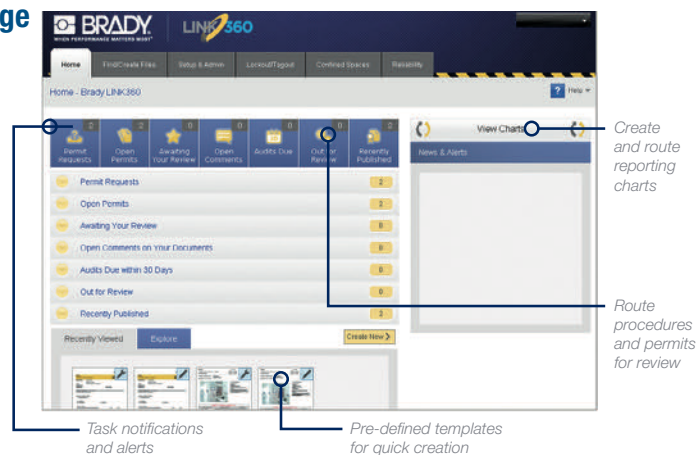 ge
BRADY.
WHEN PERFORMANCE MATTERS MOST
LINK360
Home
Find/Create Files
Setup & Admin
Lockout/Tagout
Confined Spaces
Reliability
Home - Brady LINK360
? Help
2
2
0
0
0
0
Permit Requests
Open Permits
Awaiting Your Review
Open Comments
Audits Due
Out for Review
Recently Published
View Charts
News & Alerts
Permit Requests 2
Open Permits 2
Awaiting Your Review 0
Open Comments on Your Documents 0
Audits Due within 30 Days 0
Out for Review 0
Recently Published
Recently Viewed
Explore
Create New
Create
and route
reporting
charts
Route
procedures
and permits
for review
Task notifications
and alerts
Pre-defined templates
for quick creation